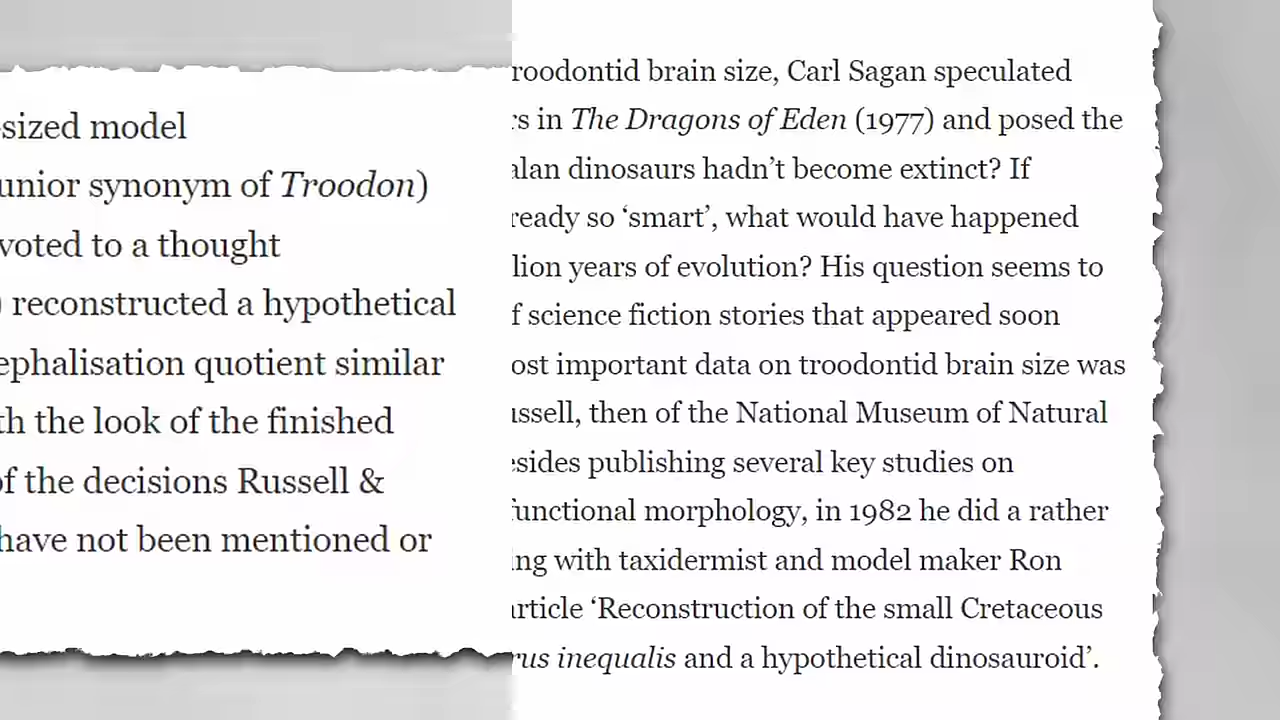 -sized model
unior synonym of Troodon)
voted to a thought
) reconstructed a hypothetical
ephalisation quotient similar
th the look of the finished
of the decisions Russell &
have not been mentioned or
roodontid brain size, Carl Sagan speculated
rs in The Dragons of Eden (1977) and posed the
alan dinosaurs hadn’t become extinct? If
ready so ‘smart’, what would have happened
lion years of evolution? His question seems to
f science fiction stories that appeared soon
ost important data on troodontid brain size was
ussell, then of the National Museum of Natural
esides publishing several key studies on
functional morphology, in 1982 he did a rather
ing with taxidermist and model maker Ron
article ‘Reconstruction of the small Cretaceous
rus inequalis and a hypothetical dinosauroid’.